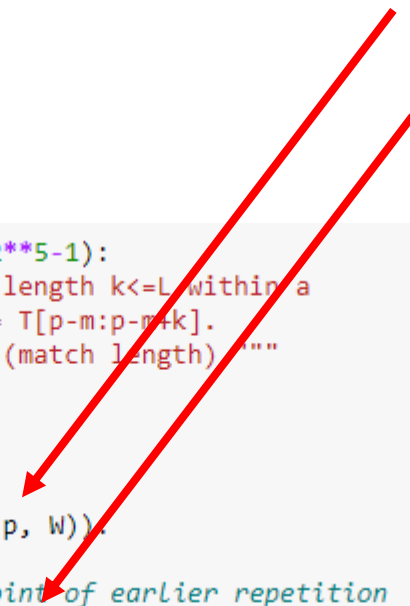 **5-1):
length k<=L within a
= T[p-m:p-m+k].
(match length) """
p, W)):
oint of earlier repetition